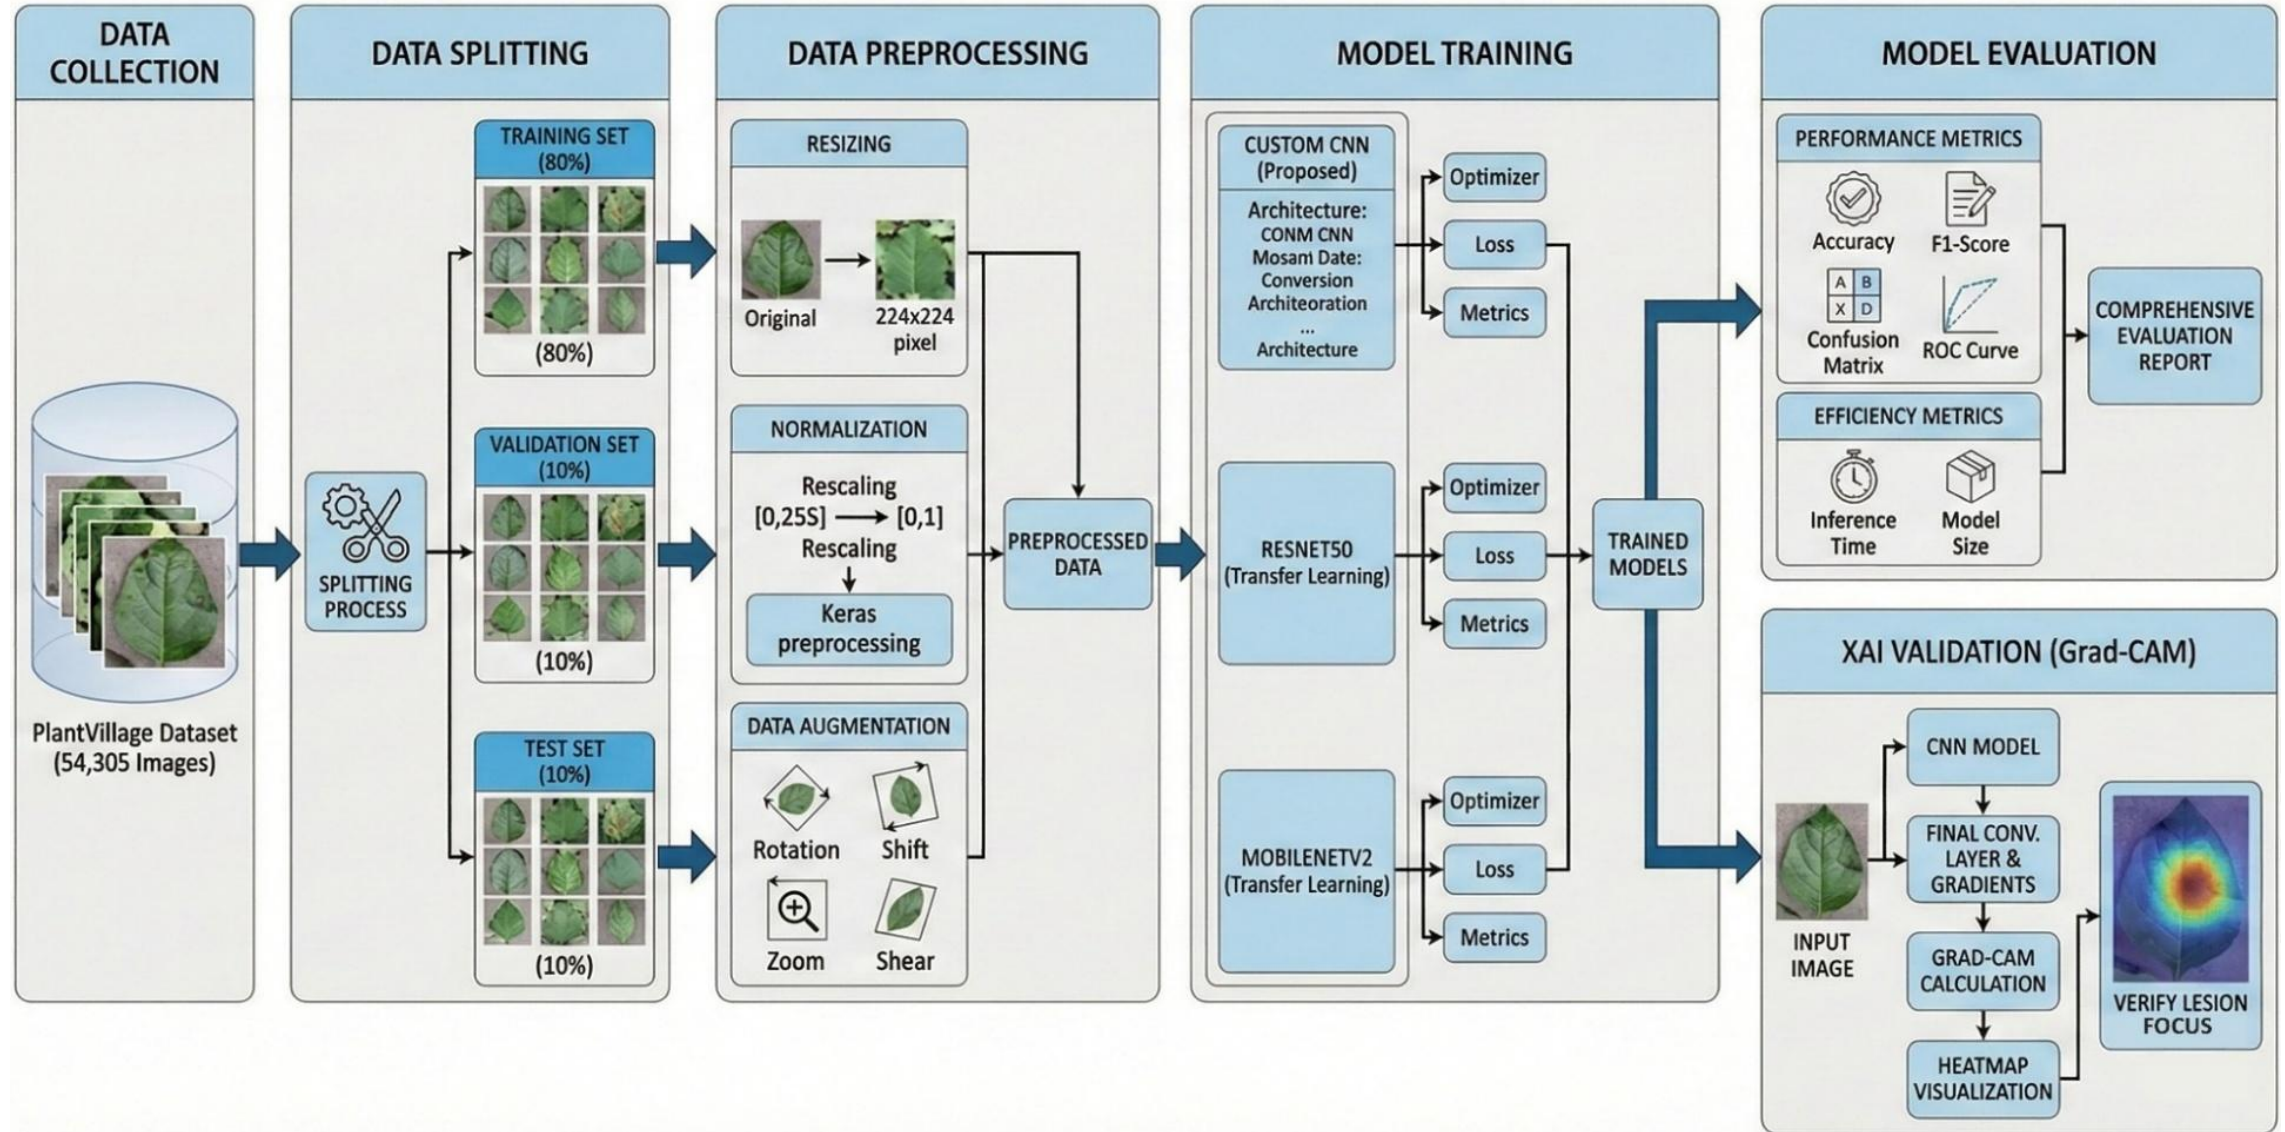 DATA
COLLECTION
PlantVillage Dataset
(54,305 Images)
DATA SPLITTING
SPLITTING
PROCESS
TRAINING SET
(80%)
(80%)
VALIDATION SET
(10%)
(10%)
TEST SET
(10%)
(10%)
DATA PREPROCESSING
RESIZING
Original
224x224
pixel
NORMALIZATION
Rescaling
[0,25S] [0,1]
Rescaling
Keras
preprocessing
DATA AUGMENTATION
Rotation
Shift
Zoom
Shear
PREPROCESSED
DATA
MODEL TRAINING
CUSTOM CNN
(Proposed)
Architecture:
CONM CNN
Mosam Date:
Conversion
Architeoration
...
Architecture
Optimizer
Loss
Metrics
RESNET50
(Transfer Learning)
Optimizer
Loss
Metrics
MOBILENETV2
(Transfer Learning)
Optimizer
Loss
Metrics
TRAINED
MODELS
MODEL EVALUATION
PERFORMANCE METRICS
Accuracy
F1-Score
A B
X D
Confusion
Matrix
ROC Curve
EFFICIENCY METRICS
Inference
Time
Model
Size
COMPREHENSIVE
EVALUATION
REPORT
XAI VALIDATION (Grad-CAM)
INPUT
IMAGE
CNN MODEL
FINAL CONV.
LAYER &
GRADIENTS
GRAD-CAM
CALCULATION
HEATMAP
VISUALIZATION
VERIFY LESION
FOCUS